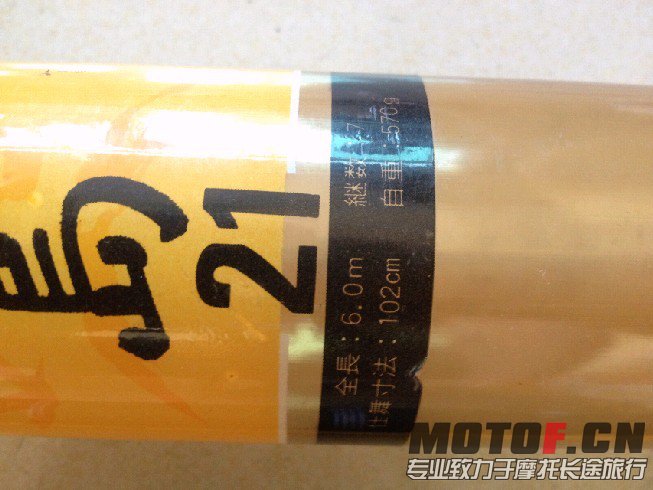 21
全長：6.0m 継数：7
仕舞寸法：102cm 自重：570g
MOTOF.CN
专业致力于摩托长途旅行